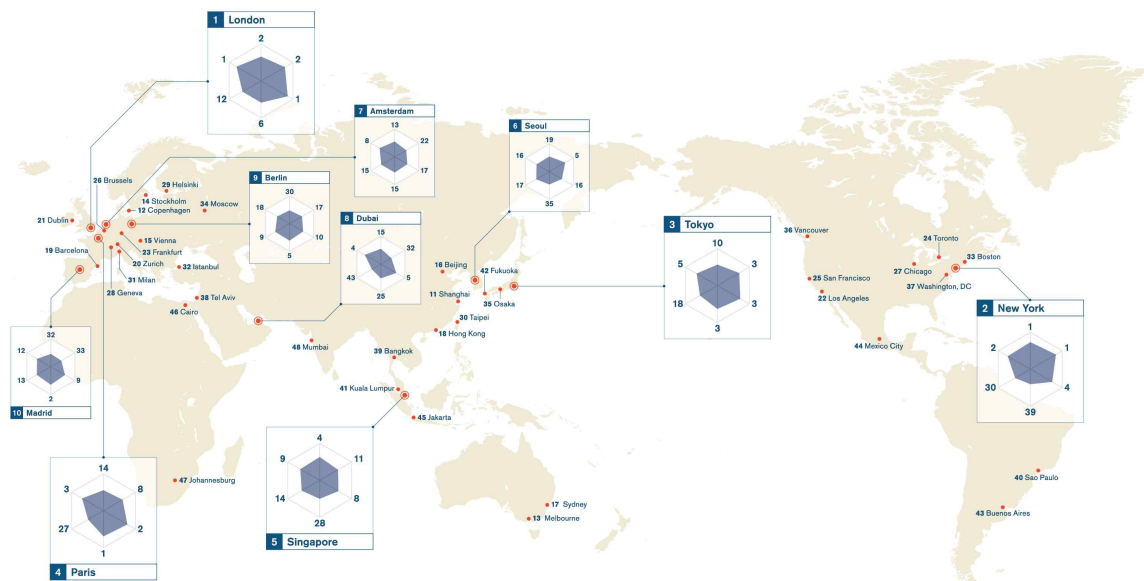 1 London
2
1
2
12
1
6
7 Amsterdam
13
8
22
15
17
15
6 Seoul
19
16
5
17
16
35
9 Berlin
30
18
17
9
10
5
8 Dubai
15
4
32
43
5
25
3 Tokyo
10
5
3
18
3
3
2 New York
1
2
1
30
4
39
32
12
33
13
9
2
10 Madrid
14
3
8
27
2
1
4 Paris
4
9
11
14
8
28
5 Singapore
26 Brussels
29 Helsinki
14 Stockholm
12 Copenhagen
34 Moscow
21 Dublin
15 Vienna
19 Barcelona
23 Frankfurt
20 Zurich
32 Istanbul
31 Milan
28 Geneva
38 Tel Aviv
46 Cairo
16 Beijing
42 Fukuoka
11 Shanghai
35 Osaka
30 Taipei
18 Hong Kong
48 Mumbai
39 Bangkok
41 Kuala Lumpur
45 Jakarta
47 Johannesburg
17 Sydney
13 Melbourne
36 Vancouver
24 Toronto
33 Boston
27 Chicago
25 San Francisco
37 Washington, DC
22 Los Angeles
44 Mexico City
40 Sao Paulo
43 Buenos Aires